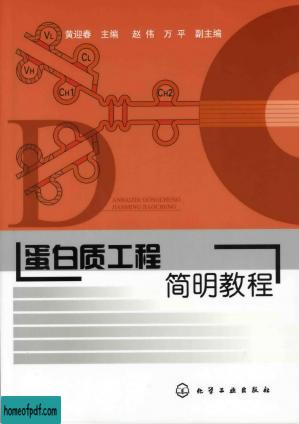 黄迎春 主编 赵伟 万平 副主编
VL
CL
VH
CH1
CH2
DANBAIZHI GONGCHENG
JIANMING JIAOCHENG
蛋白质工程
简明教程
化学工业出版社
homeofpdf.com